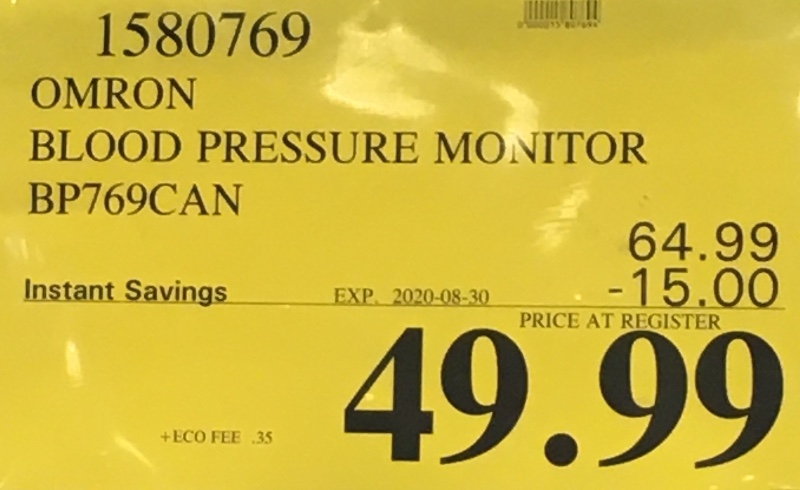 1580769
OMRON
BLOOD PRESSURE MONITOR
BP769CAN
64.99
Instant Savings EXP. 2020-08-30 -15.00
PRICE AT REGISTER
49.99
+ECO FEE .35